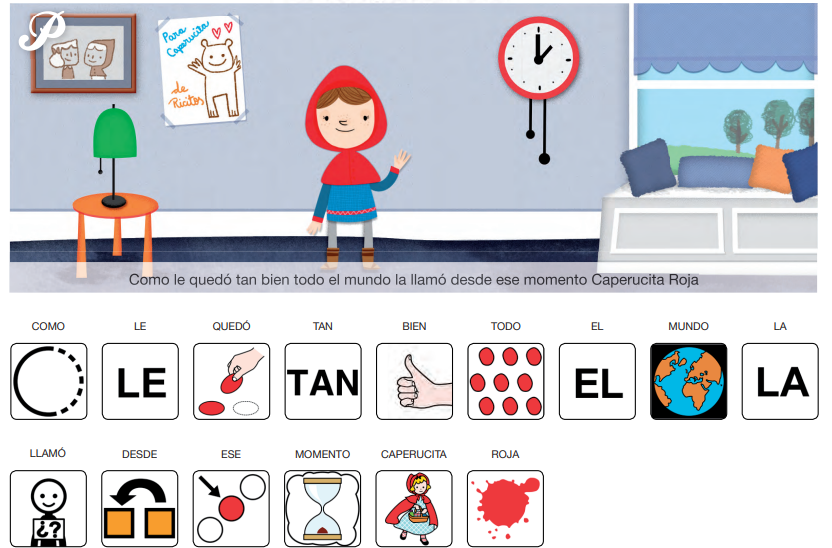 P
Para
Caperucita
de
Ricitos
Como le quedó tan bien todo el mundo la llamó desde ese momento Caperucita Roja
COMO LE QUEDÓ TAN BIEN TODO EL MUNDO LA
LE TAN EL LA
LLAMÓ DESDE ESE MOMENTO CAPERUCITA ROJA
¿?